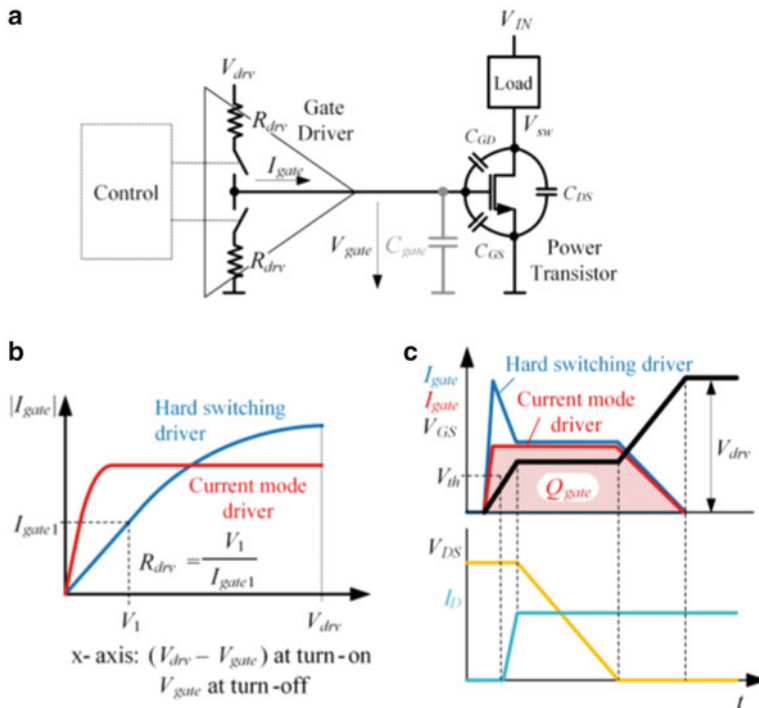 a
V_IN
Load
V_sw
V_drv
R_drv
Gate
Driver
I_gate
Control
C_GD
C_DS
C_GS
V_gate
C_gate
R_drv
Power
Transistor
b
|I_gate|
Hard switching
driver
Current mode
driver
I_gate1
R_drv = V_1 / I_gate1
V_1
V_drv
x- axis: (V_drv − V_gate) at turn-on
V_gate at turn-off
c
I_gate
Hard switching driver
I_gate
Current mode
driver
V_GS
V_th
Q_gate
V_drv
V_DS
I_D
t